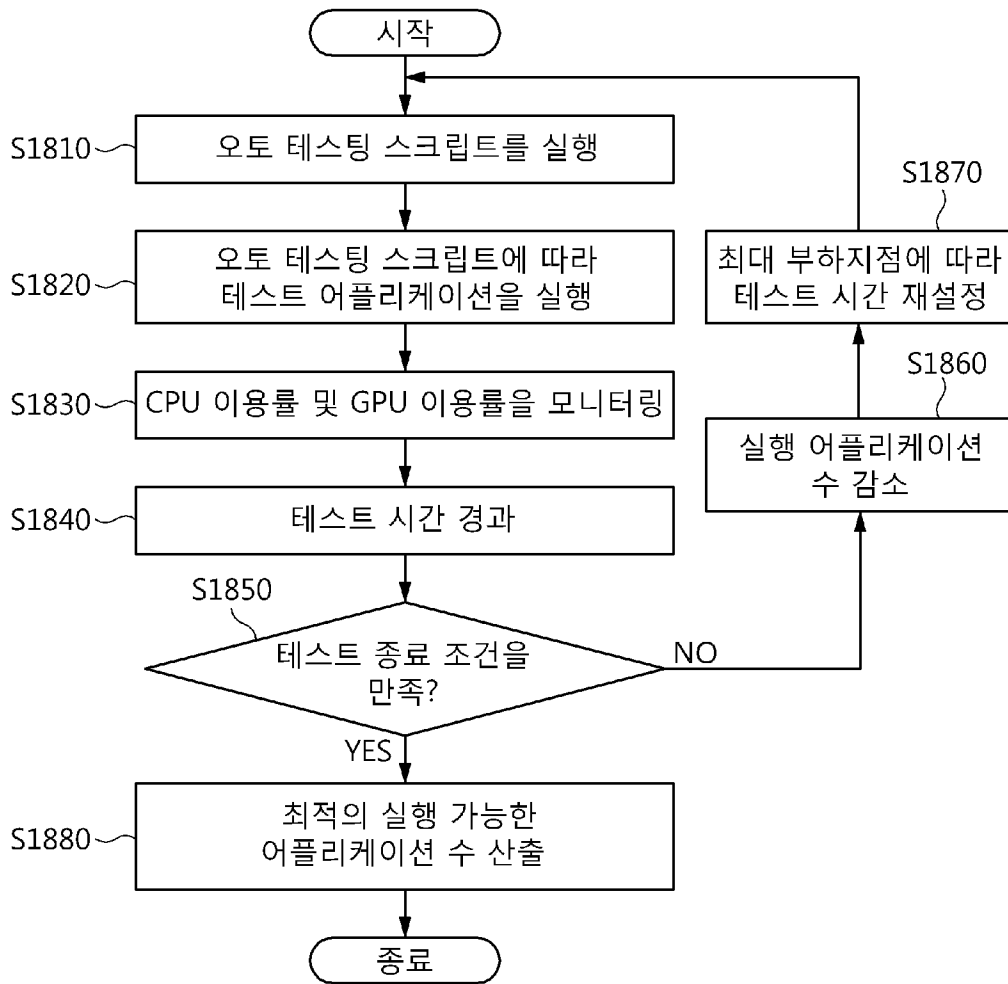 시작
S1810
오토 테스팅 스크립트를 실행
S1870
S1820
오토 테스팅 스크립트에 따라
테스트 어플리케이션을 실행
최대 부하지점에 따라
테스트 시간 재설정
S1830
CPU 이용률 및 GPU 이용률을 모니터링
S1860
실행 어플리케이션
수 감소
S1840
테스트 시간 경과
S1850
테스트 종료 조건을
만족?
NO
YES
S1880
최적의 실행 가능한
어플리케이션 수 산출
종료